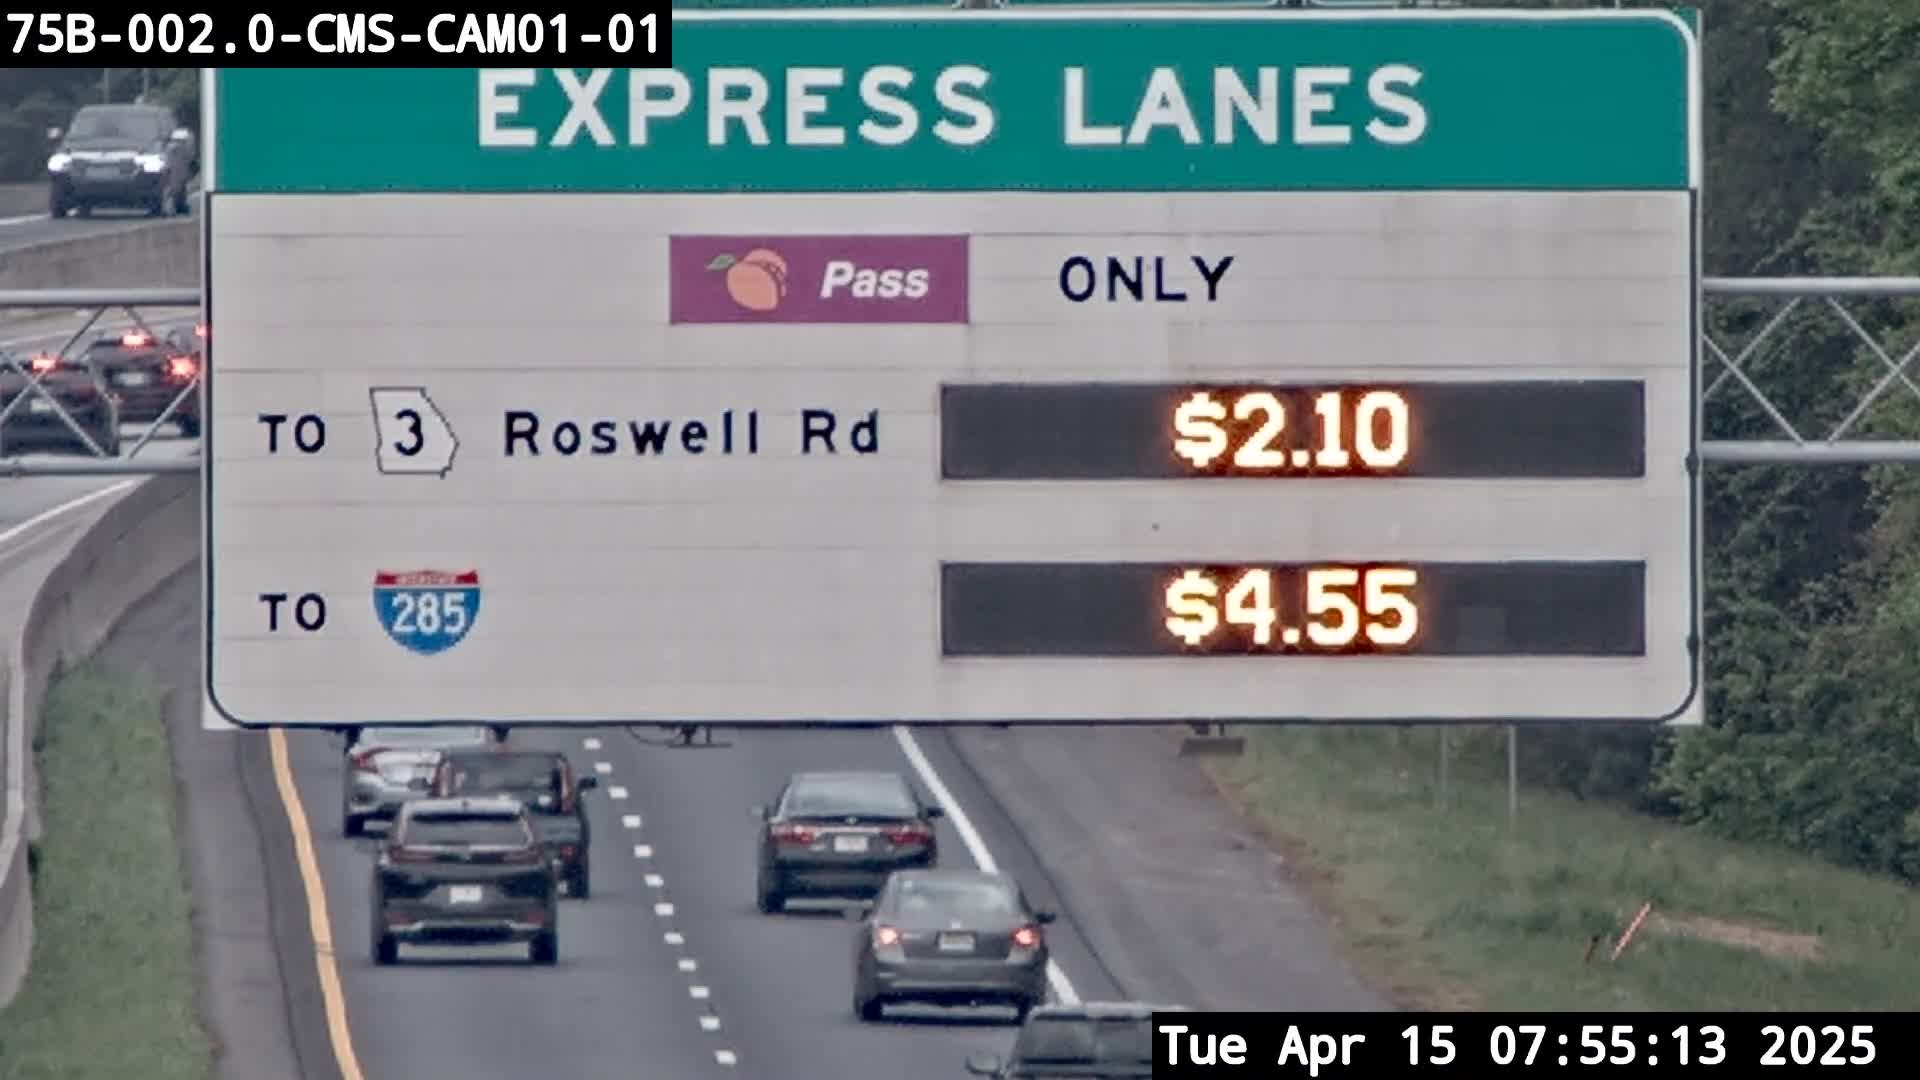 75B-002.0-CMS-CAM01-01
EXPRESS LANES
Pass ONLY
TO 3 Roswell Rd $2.10
TO 285 $4.55
Tue Apr 15 07:55:13 2025